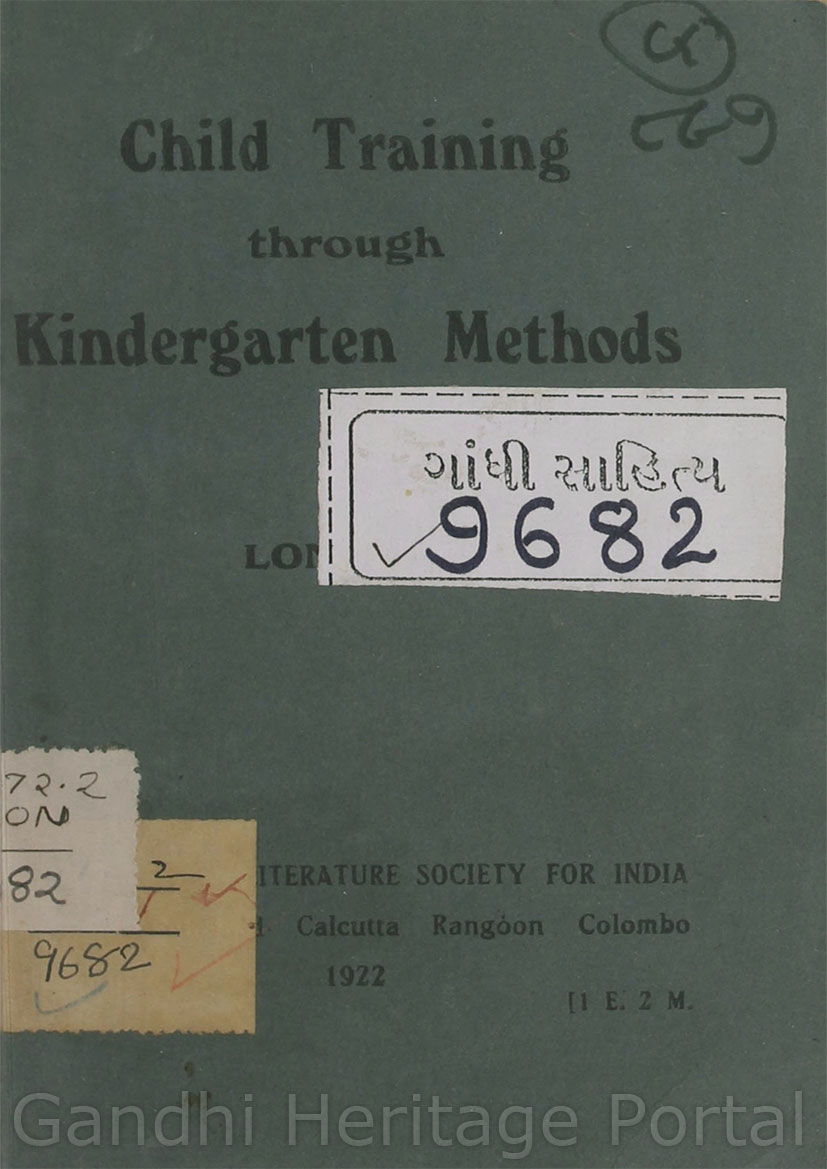 Child Training
through
Kindergarten Methods
ગાંધી સાહિત્ય
9682
LON
72.2
ON
82
2
9682
ITERATURE SOCIETY FOR INDIA
Calcutta Rangoon Colombo
1922
[1 E. 2 M.
Gandhi Heritage Portal